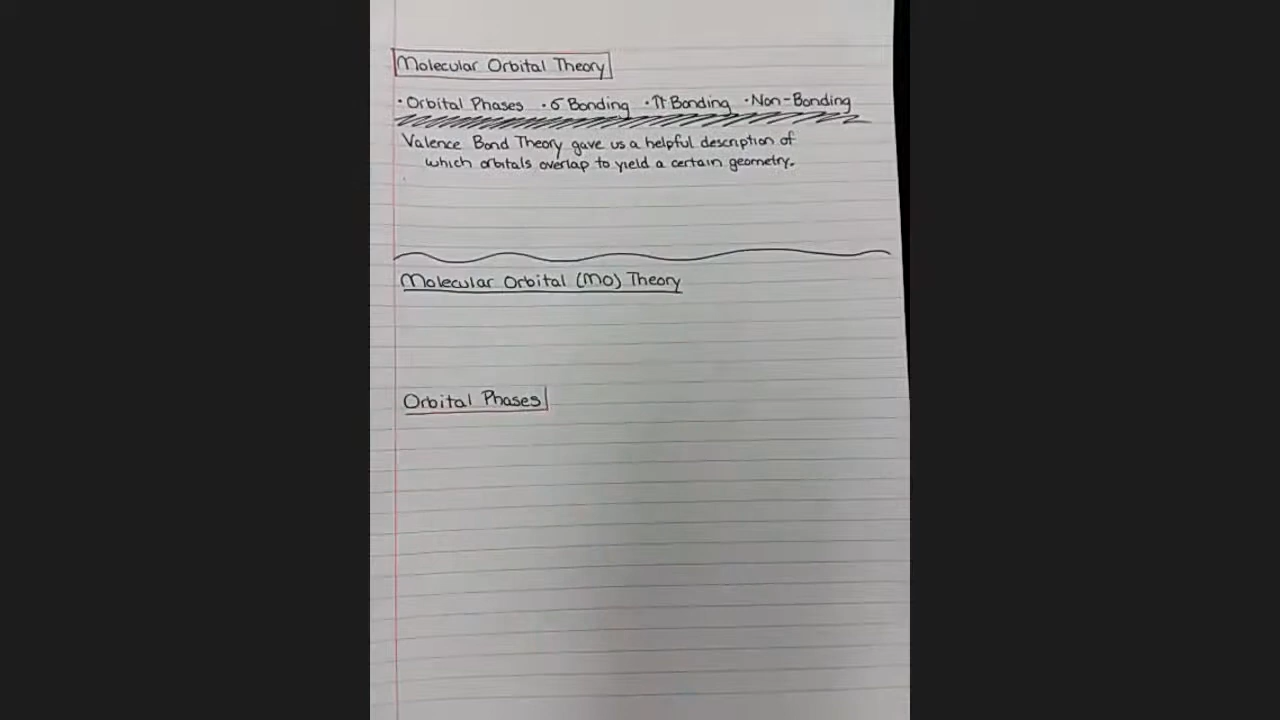 Molecular Orbital Theory
· Orbital Phases · σ Bonding · π Bonding · Non-Bonding
Valence Bond Theory gave us a helpful description of
which orbitals overlap to yield a certain geometry.
Molecular Orbital (MO) Theory
Orbital Phases